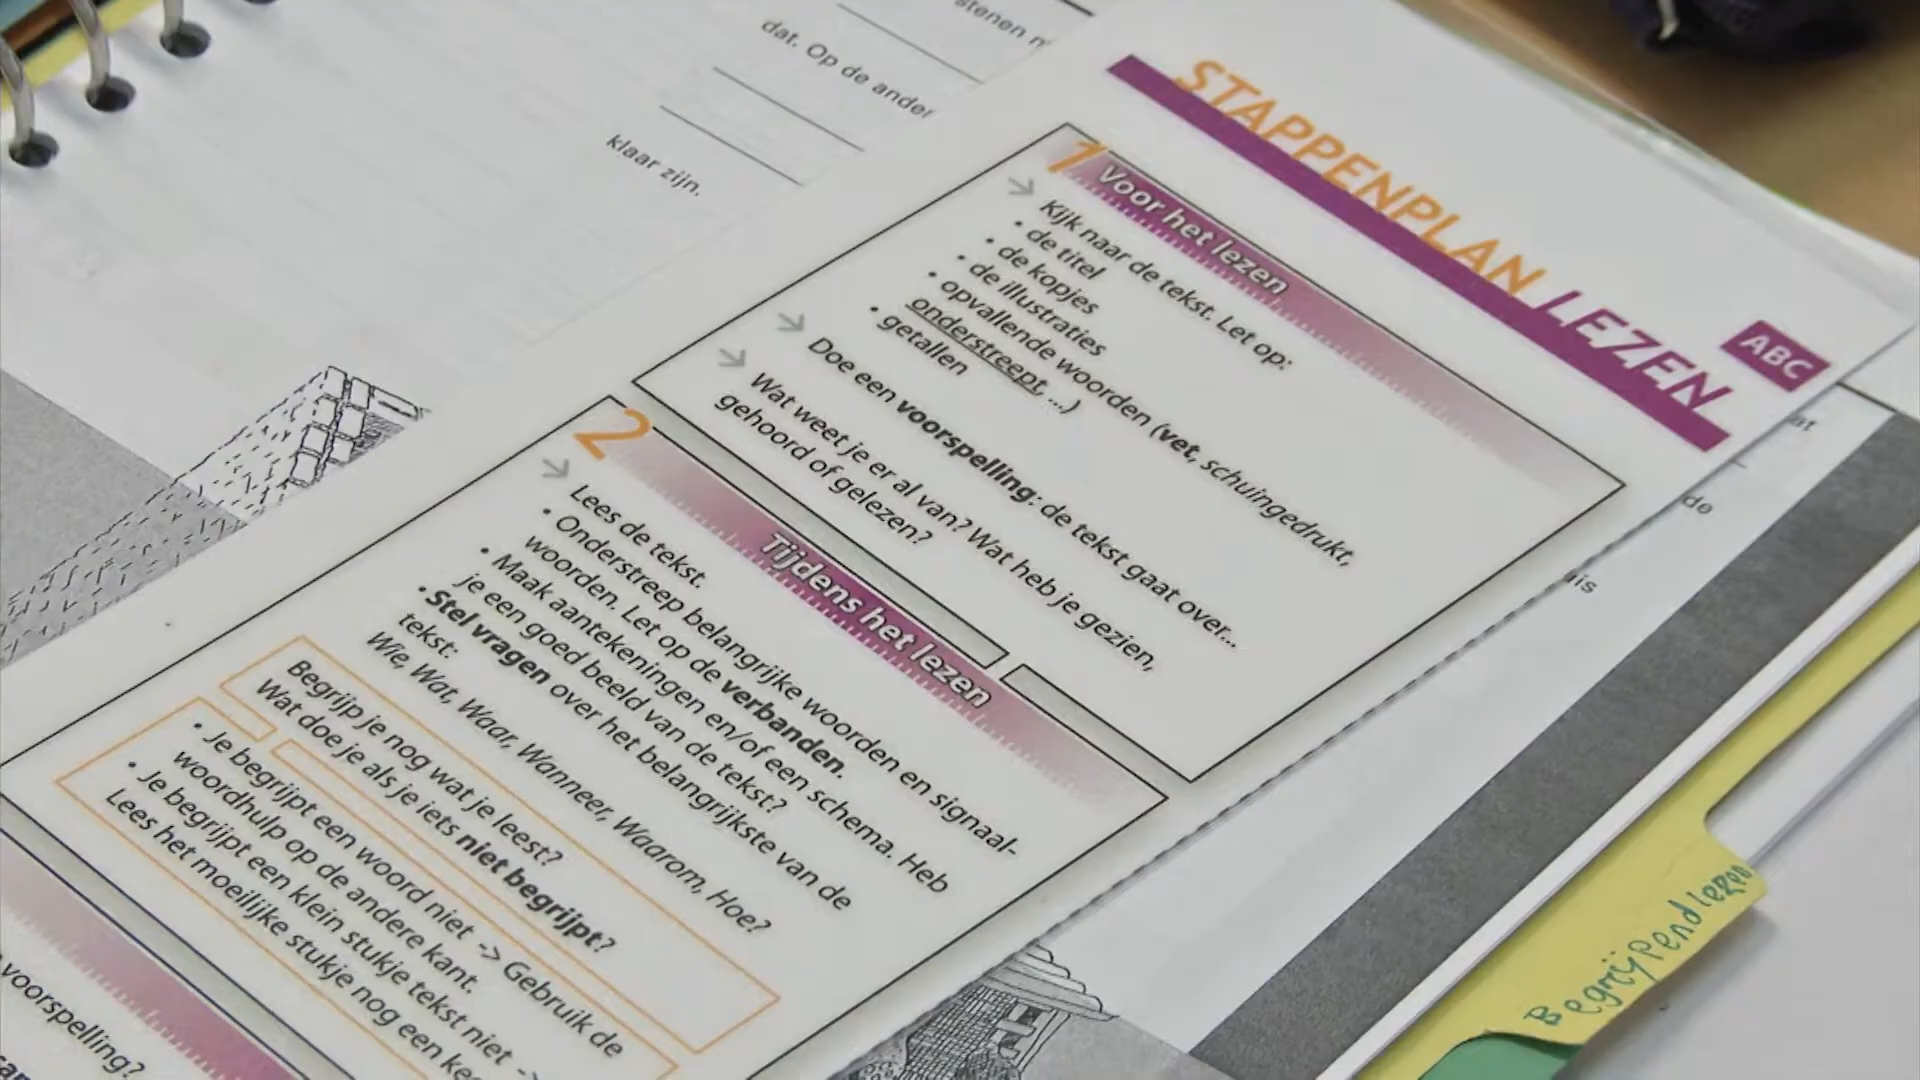 stenen
dat. Op de ander
klaar zijn.
STAPPENPLAN LEZEN
ABC
1 Voor het lezen
Kijk naar de tekst. Let op:
• de titel
• de kopjes
• de illustraties
• opvallende woorden (vet, schuingedrukt,
onderstreept, ...)
• getallen
Doe een voorspelling: de tekst gaat over...
Wat weet je er al van? Wat heb je gezien,
gehoord of gelezen?
2 Tijdens het lezen
Lees de tekst.
• Onderstreep belangrijke woorden en signaal-
woorden. Let op de verbanden.
• Maak aantekeningen en/of een schema. Heb
je een goed beeld van de tekst?
• Stel vragen over het belangrijkste van de
tekst:
Wie, Wat, Waar, Wanneer, Waarom, Hoe?
Begrijp je nog wat je leest?
Wat doe je als je iets niet begrijpt?
• Je begrijpt een woord niet -> Gebruik de
woordhulp op de andere kant.
• Je begrijpt een klein stukje tekst niet ->
Lees het moeilijke stukje nog een
voorspelling?
at
de
is
Begrijpend lezen